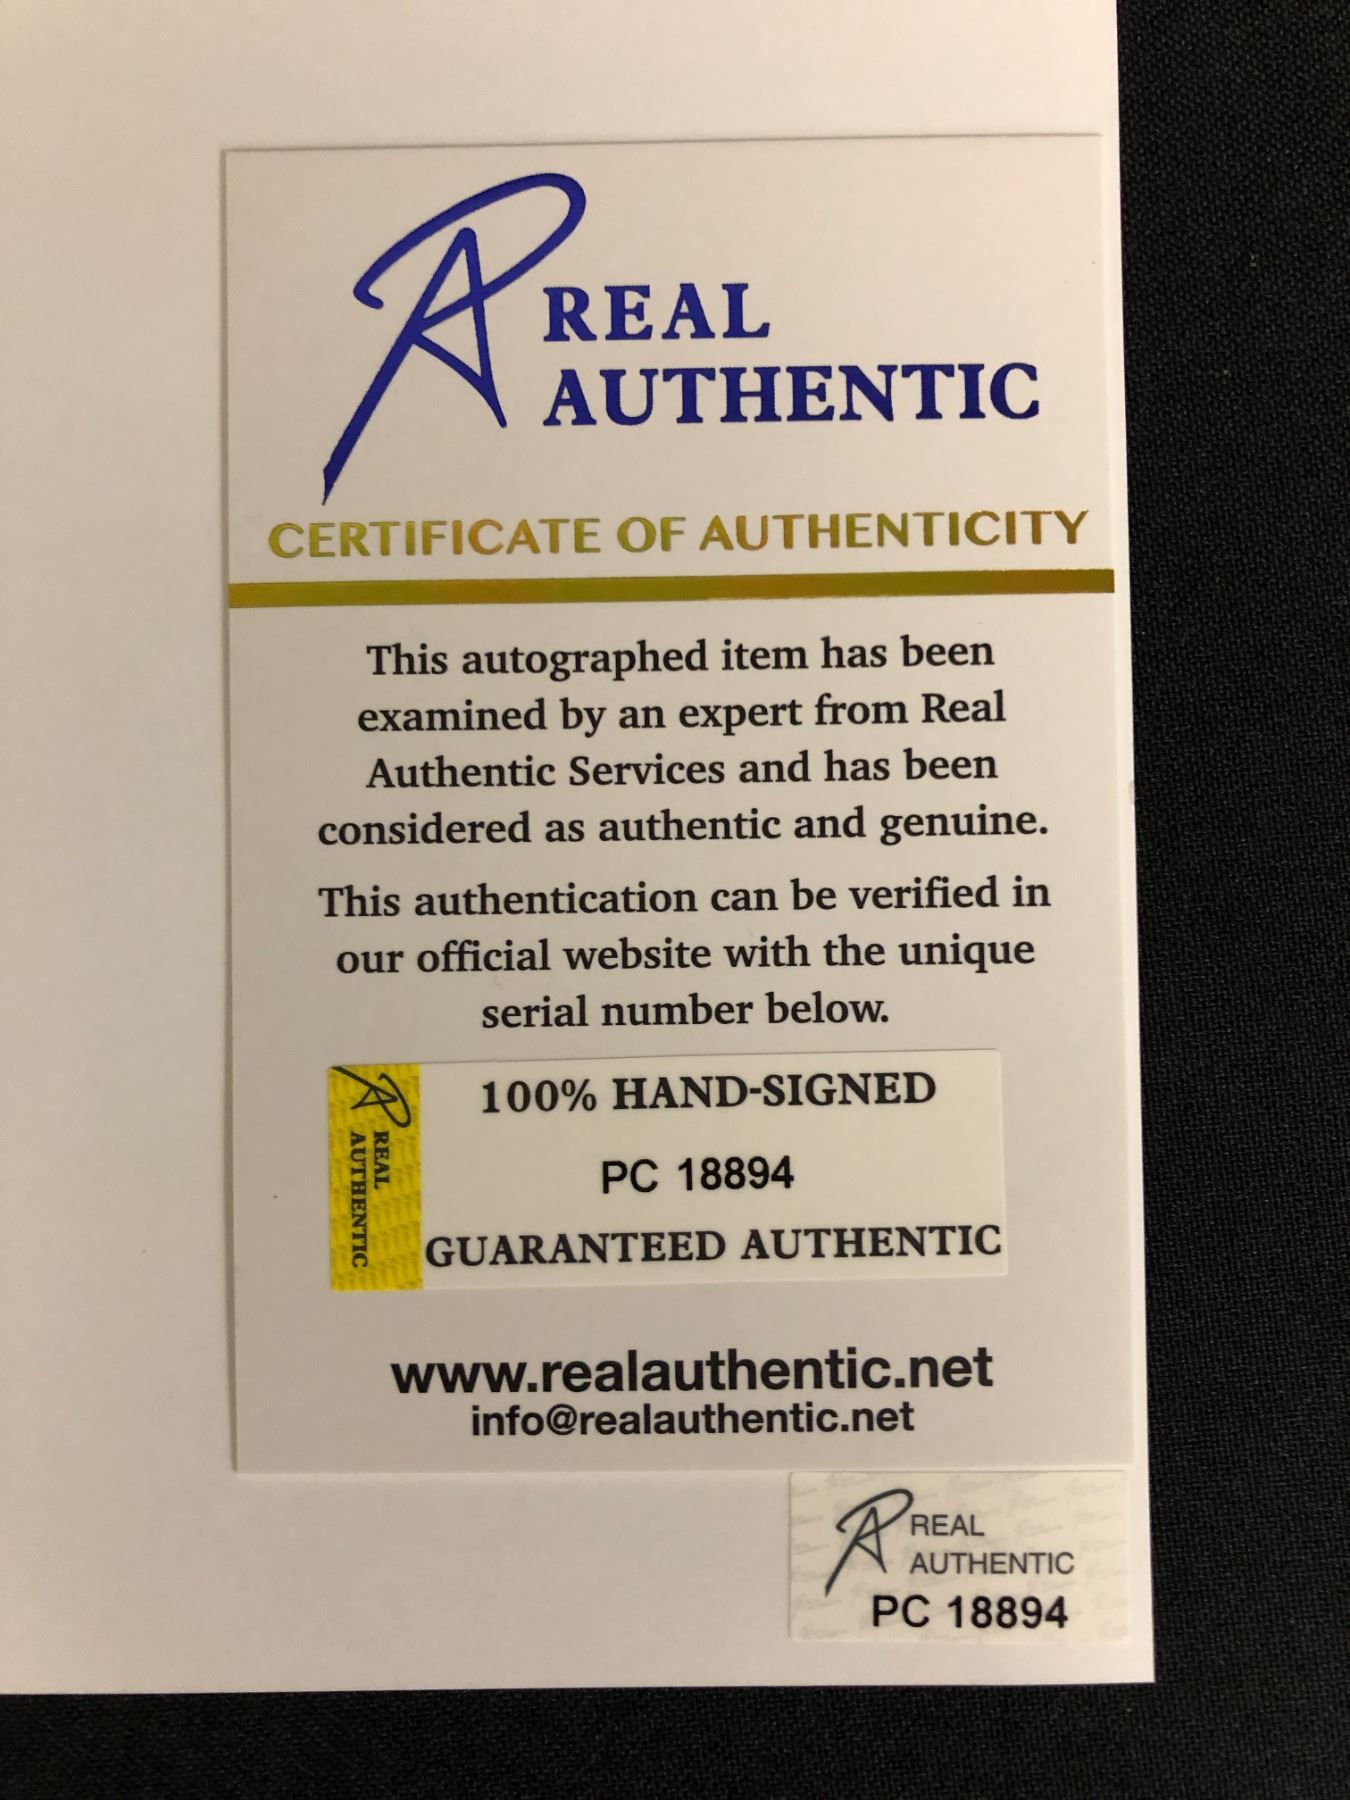 REAL
AUTHENTIC
CERTIFICATE OF AUTHENTICITY
This autographed item has been
examined by an expert from Real
Authentic Services and has been
considered as authentic and genuine.
This authentication can be verified in
our official website with the unique
serial number below.
REAL
AUTHENTIC
100% HAND-SIGNED
PC 18894
GUARANTEED AUTHENTIC
www.realauthentic.net
info@realauthentic.net
REAL
AUTHENTIC
PC 18894